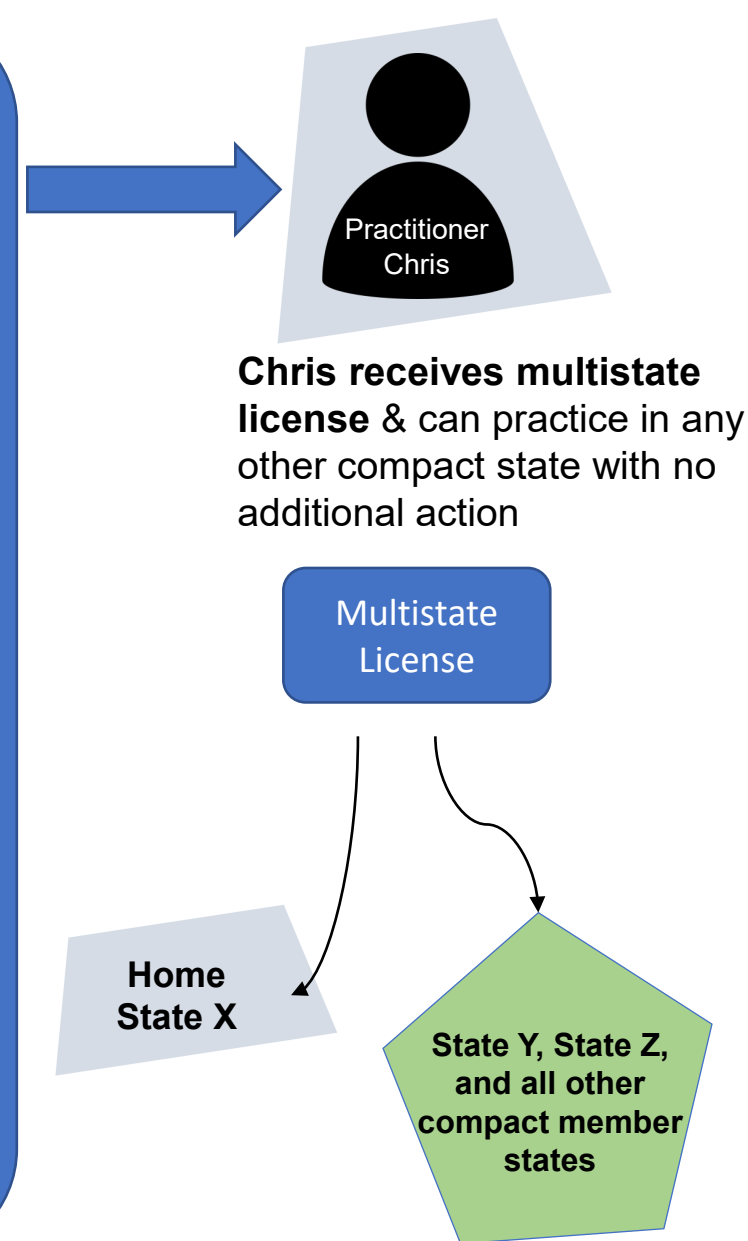 Practitioner
Chris
Chris receives multistate
license & can practice in any
other compact state with no
additional action
Multistate
License
Home
State X
State Y, State Z,
and all other
compact member
states